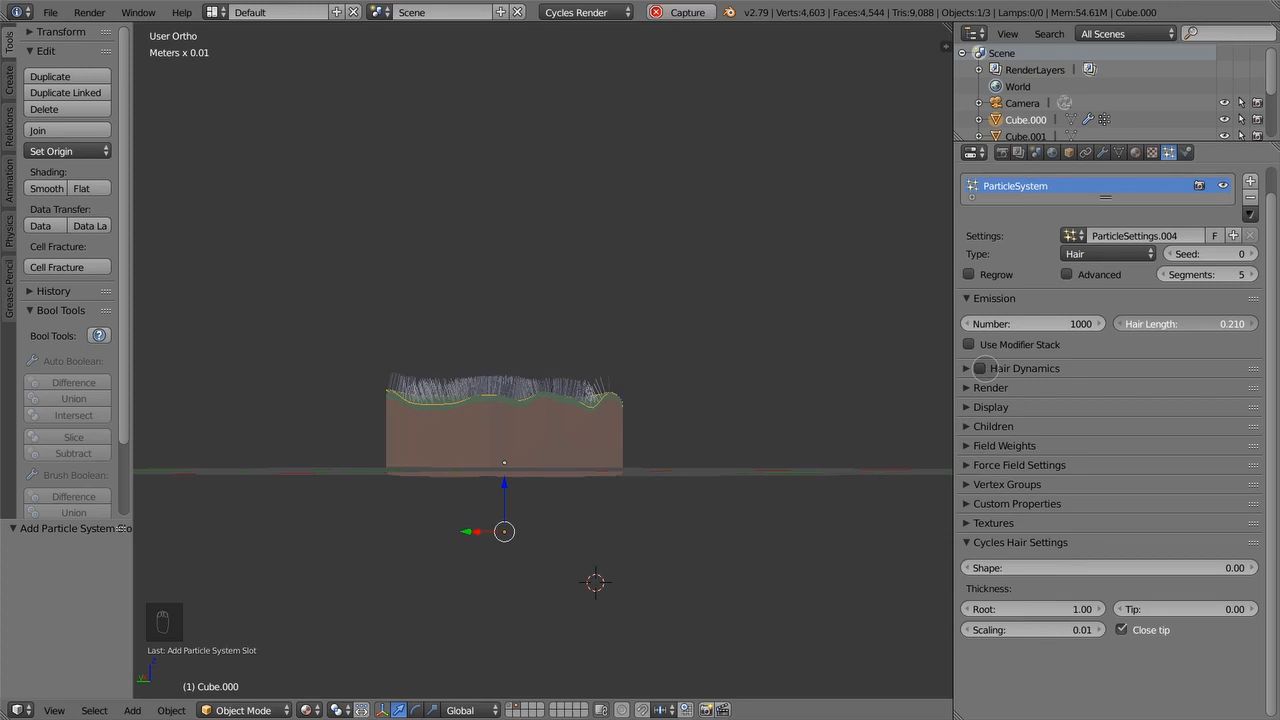 File Render Window Help Default Scene Cycles Render Capture v2.79 | Verts:4,603 | Faces:4,544 | Tris:9,088 | Objects:1/3 | Lamps:0/0 | Mem:54.61M | Cube.000
Tools
Create
Relations
Animation
Physics
Grease Pencil
Transform
Edit
Duplicate
Duplicate Linked
Delete
Join
Set Origin
Shading:
Smooth Flat
Data Transfer:
Data Data La
Cell Fracture:
Cell Fracture
History
Bool Tools
Bool Tools:
Auto Boolean:
Difference
Union
Intersect
Slice
Subtract
Brush Boolean:
Difference
Union
Add Particle System Slo
User Ortho
Meters x 0.01
Last: Add Particle System Slot
z
y
(1) Cube.000
View Select Add Object Object Mode Global
View Search All Scenes
Scene
RenderLayers
World
Camera
Cube.000
Cube.001
ParticleSystem
Settings: ParticleSettings.004 F
Type: Hair Seed: 0
Regrow Advanced Segments: 5
Emission
Number: 1000 Hair Length: 0.210
Use Modifier Stack
Hair Dynamics
Render
Display
Children
Field Weights
Force Field Settings
Vertex Groups
Custom Properties
Textures
Cycles Hair Settings
Shape: 0.00
Thickness:
Root: 1.00 Tip: 0.00
Scaling: 0.01 Close tip